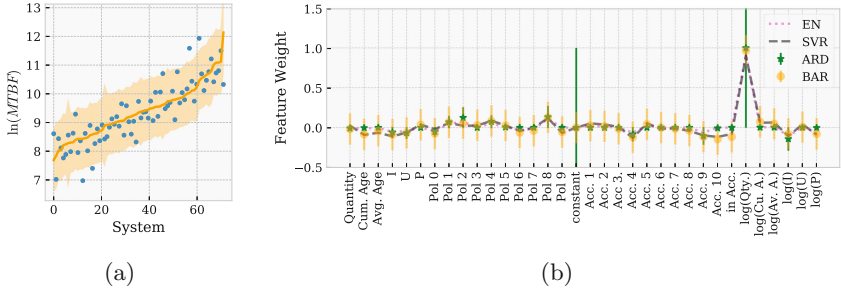 13
12
11
10
9
8
7
ln(MTBF)
0
20
40
60
System
(a)
1.5
1.0
0.5
0.0
−0.5
Feature Weight
EN
SVR
ARD
BAR
Quantity
Cum. Age
Avg. Age
I
U
P
Pol 0
Pol 1
Pol 2
Pol 3
Pol 4
Pol 5
Pol 6
Pol 7
Pol 8
Pol 9
constant
Acc. 1
Acc. 2
Acc 3.
Acc. 4
Acc. 5
Acc. 6
Acc. 7
Acc. 8
Acc. 9
Acc. 10
in Acc.
log(Qty.)
log(Cu. A.)
log(Av. A.)
log(I)
log(U)
log(P)
(b)